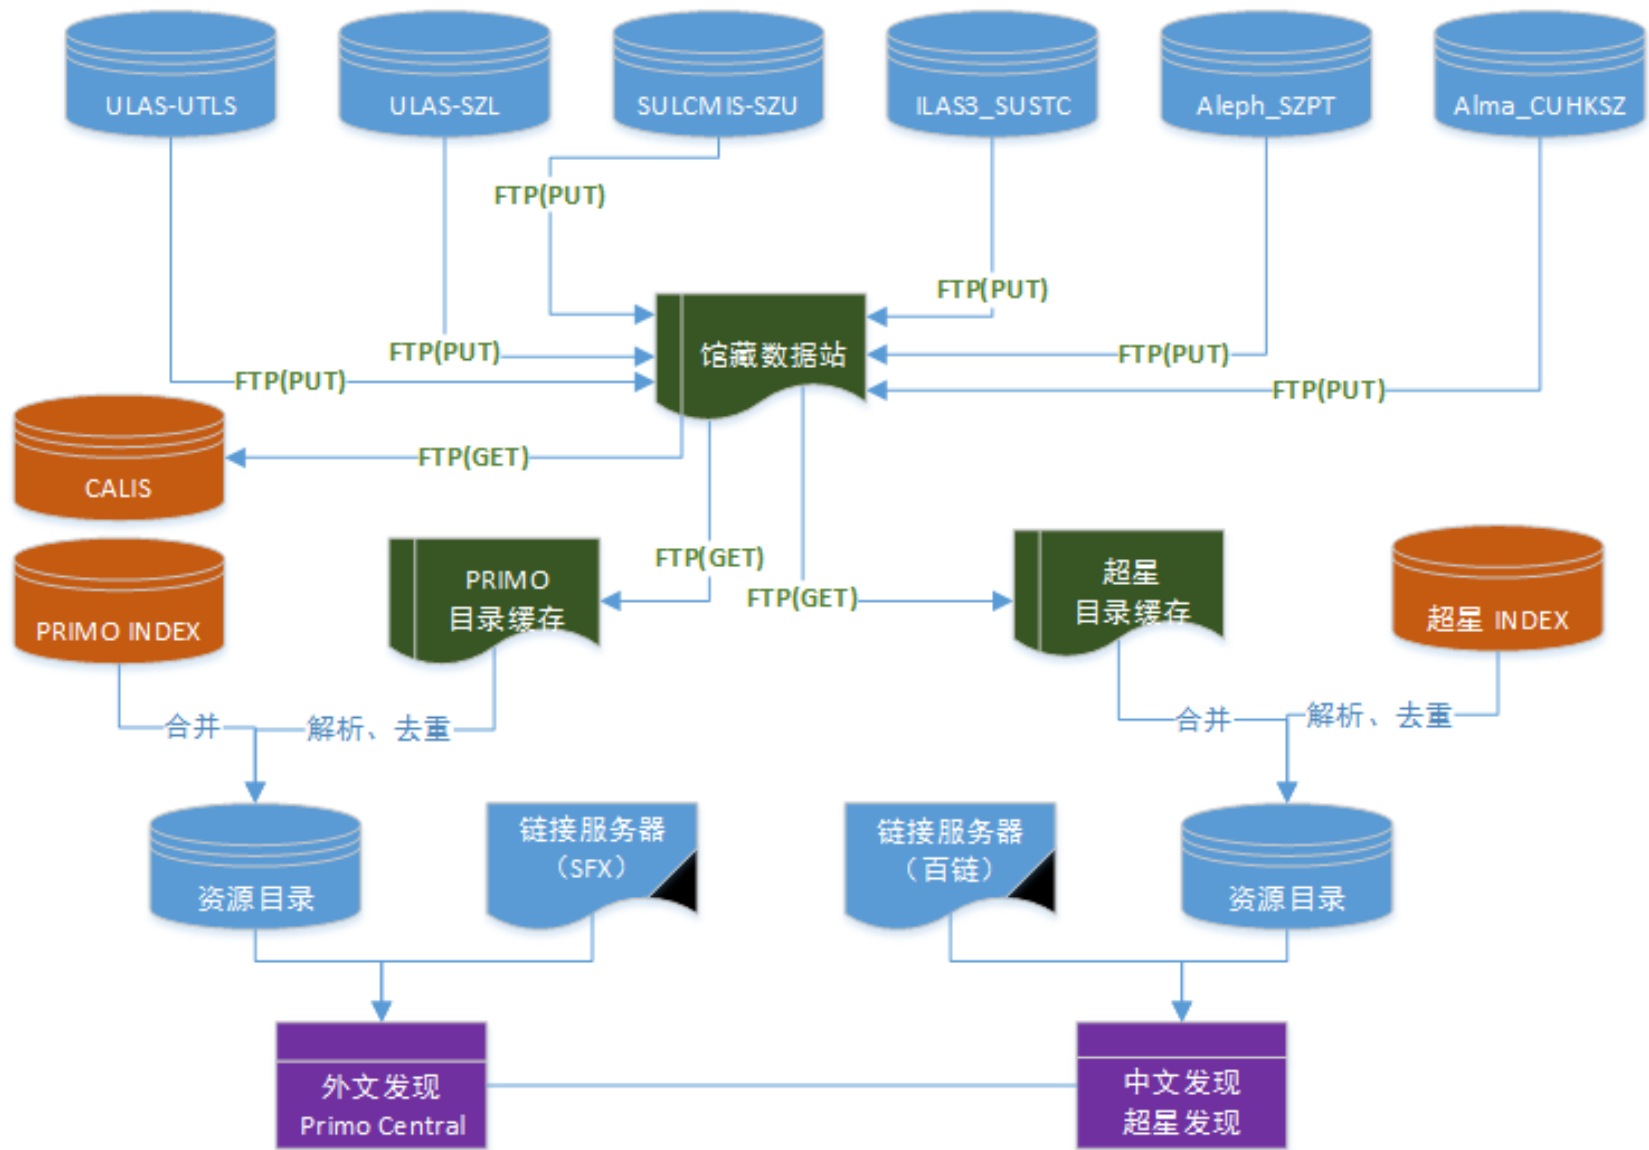 ULAS-UTLS
ULAS-SZL
SULCMIS-SZU
ILAS3_SUSTC
Aleph_SZPT
Alma_CUHKSZ
FTP(PUT)
FTP(PUT)
馆藏数据站
FTP(PUT)
FTP(PUT)
FTP(PUT)
FTP(PUT)
FTP(GET)
CALIS
FTP(GET)
FTP(GET)
PRIMO INDEX
PRIMO
目录缓存
超星
目录缓存
超星 INDEX
合并
解析、去重
合并
解析、去重
资源目录
链接服务器
（SFX）
链接服务器
（百链）
资源目录
外文发现
Primo Central
中文发现
超星发现